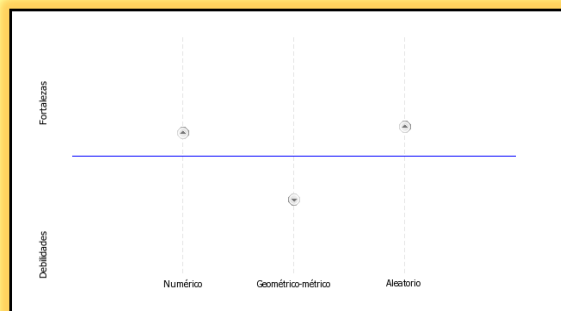 Fortalezas
Debilidades
Numérico
Geométrico-métrico
Aleatorio